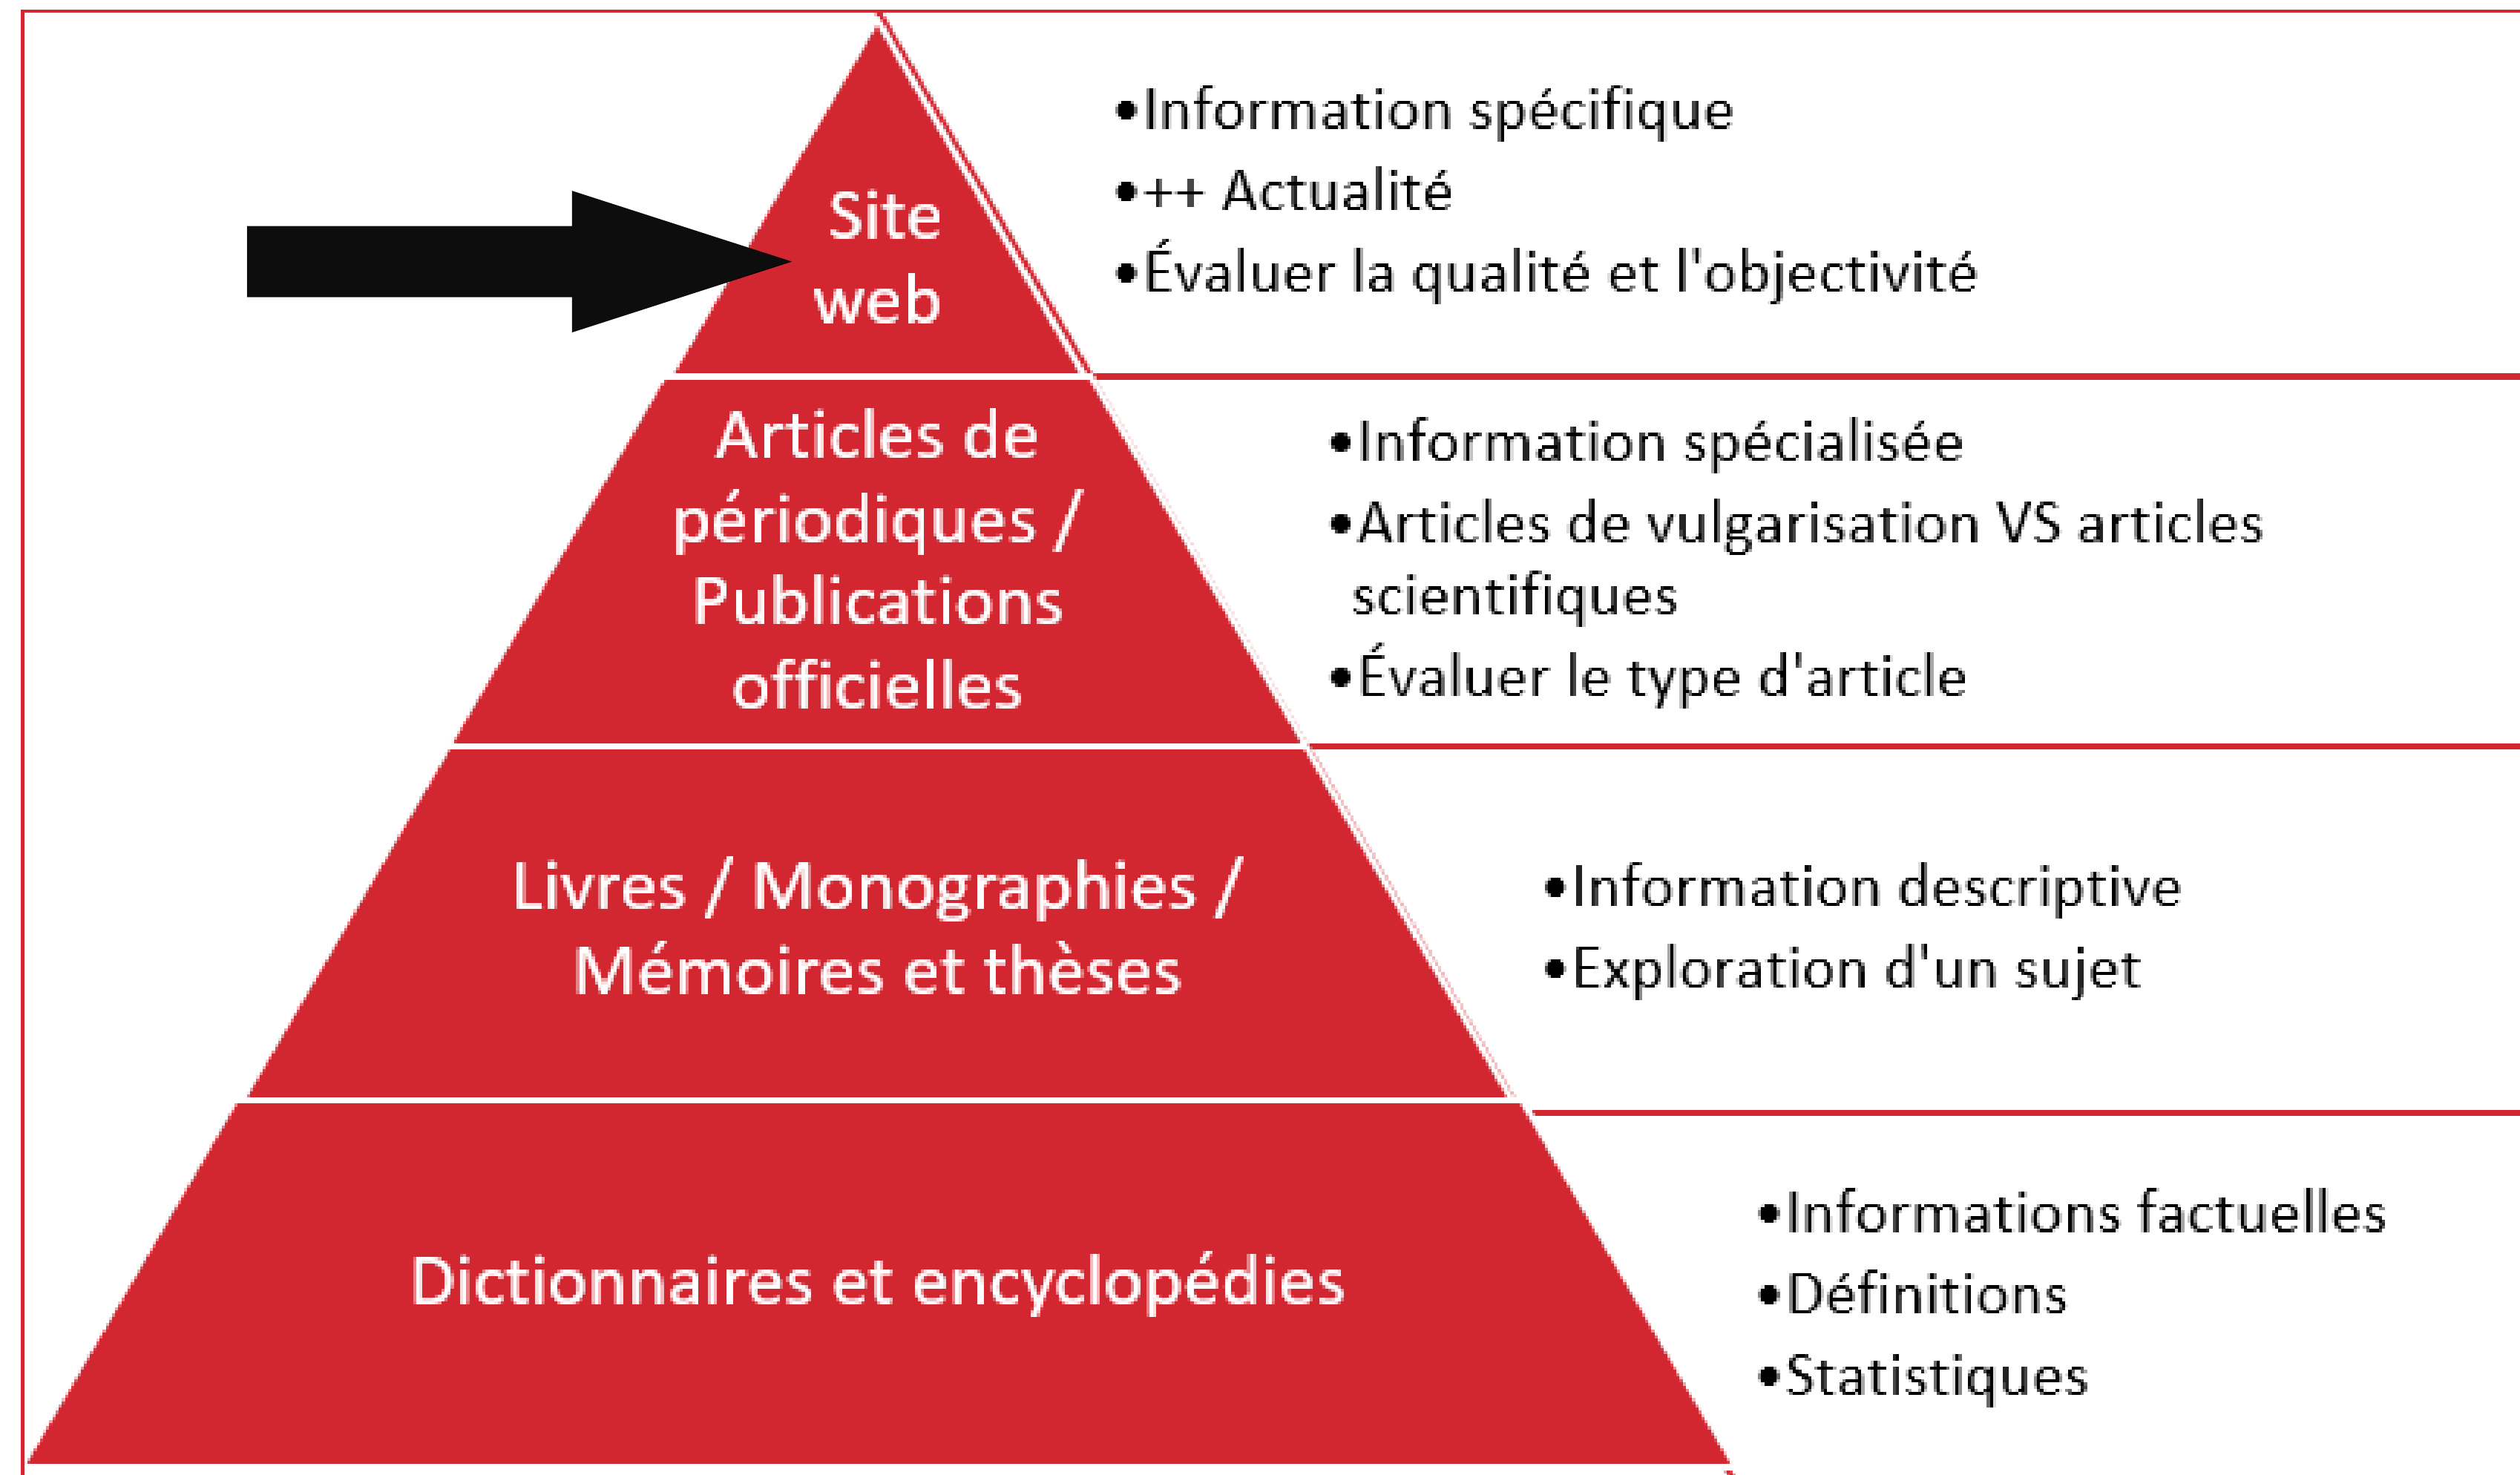 Site
web
•Information spécifique
•++ Actualité
•Évaluer la qualité et l'objectivité
Articles de
périodiques /
Publications
officielles
•Information spécialisée
•Articles de vulgarisation VS articles
scientifiques
•Évaluer le type d'article
Livres / Monographies /
Mémoires et thèses
•Information descriptive
•Exploration d'un sujet
Dictionnaires et encyclopédies
•Informations factuelles
•Définitions
•Statistiques